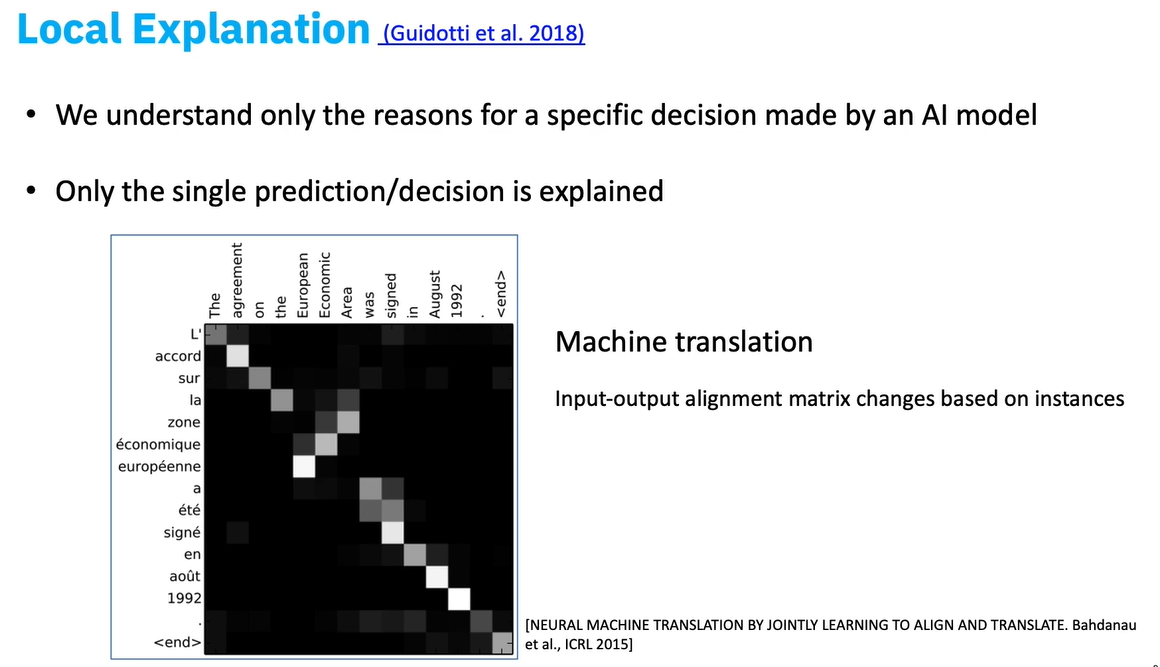 Local Explanation (Guidotti et al. 2018)
• We understand only the reasons for a specific decision made by an AI model
• Only the single prediction/decision is explained
The
agreement
on
the
European
Economic
Area
was
signed
in
August
1992
.
<end>
L'
accord
sur
la
zone
économique
européenne
a
été
signé
en
août
1992
.
<end>
Machine translation
Input-output alignment matrix changes based on instances
[NEURAL MACHINE TRANSLATION BY JOINTLY LEARNING TO ALIGN AND TRANSLATE. Bahdanau
et al., ICRL 2015]